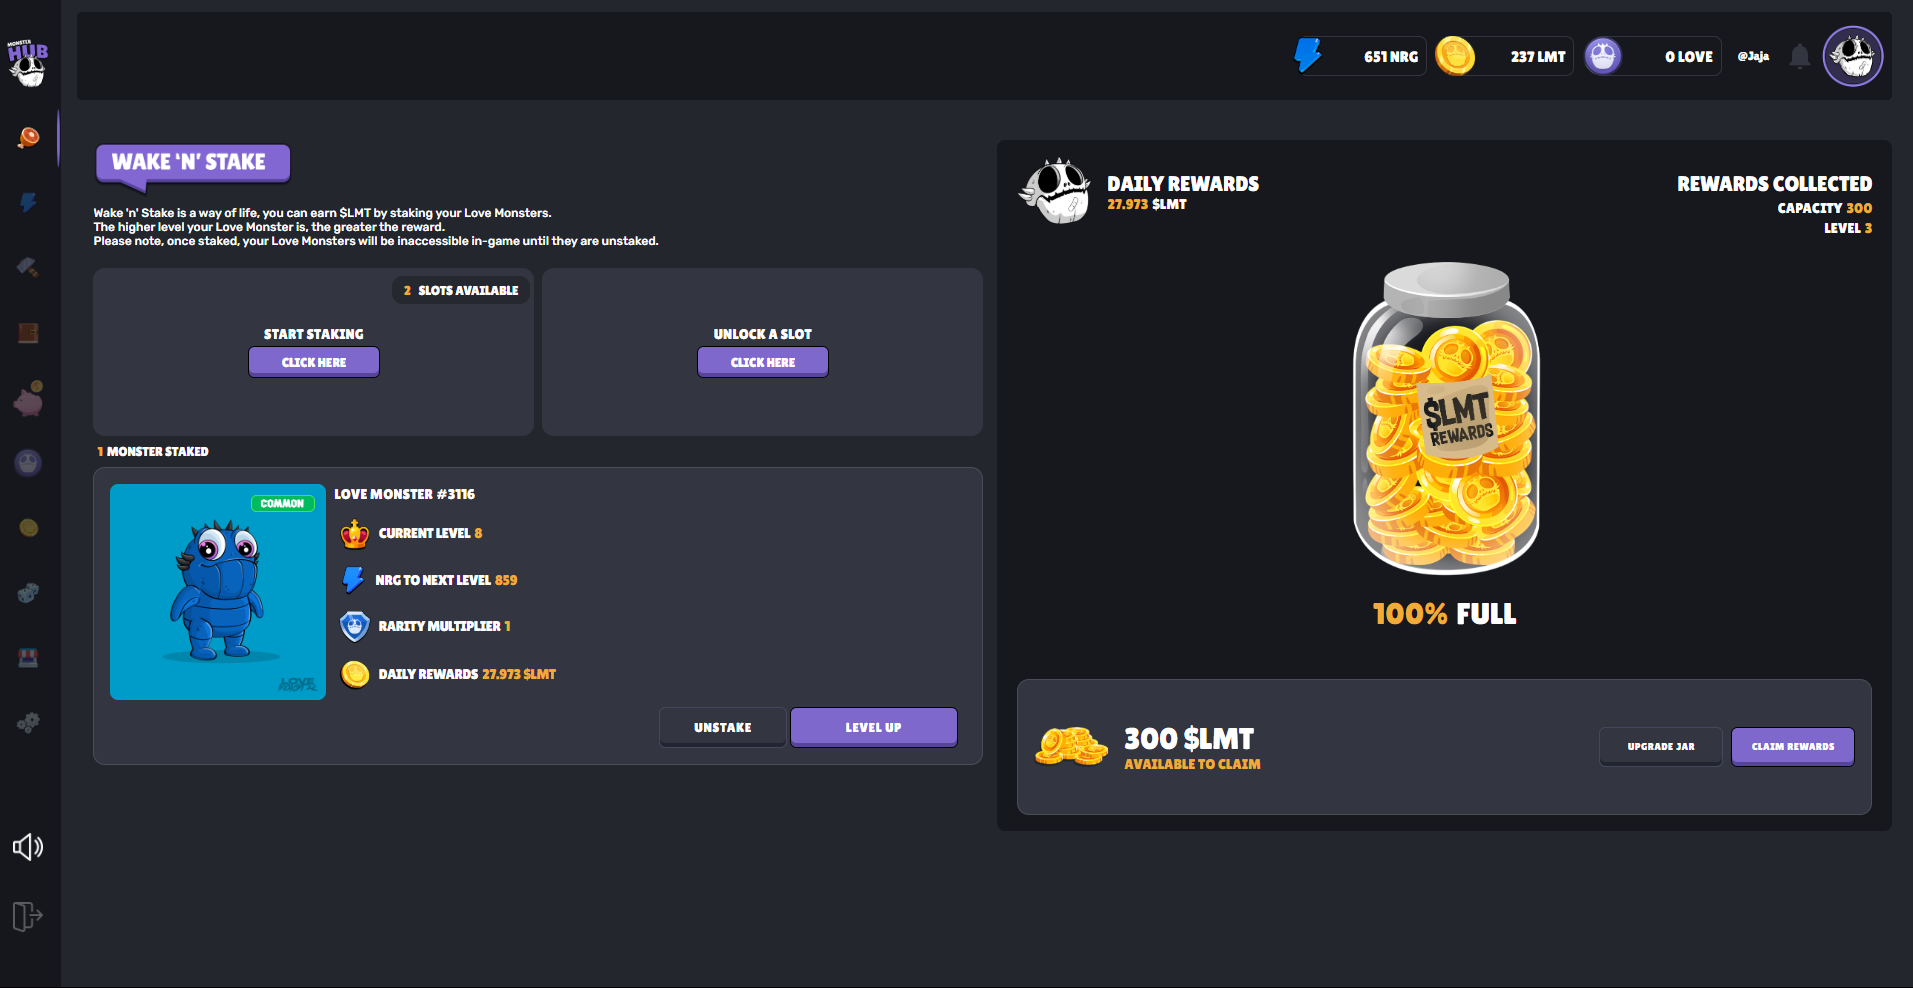 MONSTER
HUB
651 NRG
237 LMT
0 LOVE
@Jaja
WAKE 'N' STAKE
Wake 'n' Stake is a way of life, you can earn $LMT by staking your Love Monsters.
The higher level your Love Monster is, the greater the reward.
Please note, once staked, your Love Monsters will be inaccessible in-game until they are unstaked.
2 SLOTS AVAILABLE
START STAKING
CLICK HERE
UNLOCK A SLOT
CLICK HERE
1 MONSTER STAKED
COMMON
LOVE
LOVE MONSTER #3116
CURRENT LEVEL 8
NRG TO NEXT LEVEL 859
RARITY MULTIPLIER 1
DAILY REWARDS 27.973 $LMT
UNSTAKE
LEVEL UP
DAILY REWARDS
27.973 $LMT
REWARDS COLLECTED
CAPACITY 300
LEVEL 3
$LMT
REWARDS
100% FULL
300 $LMT
AVAILABLE TO CLAIM
UPGRADE JAR
CLAIM REWARDS